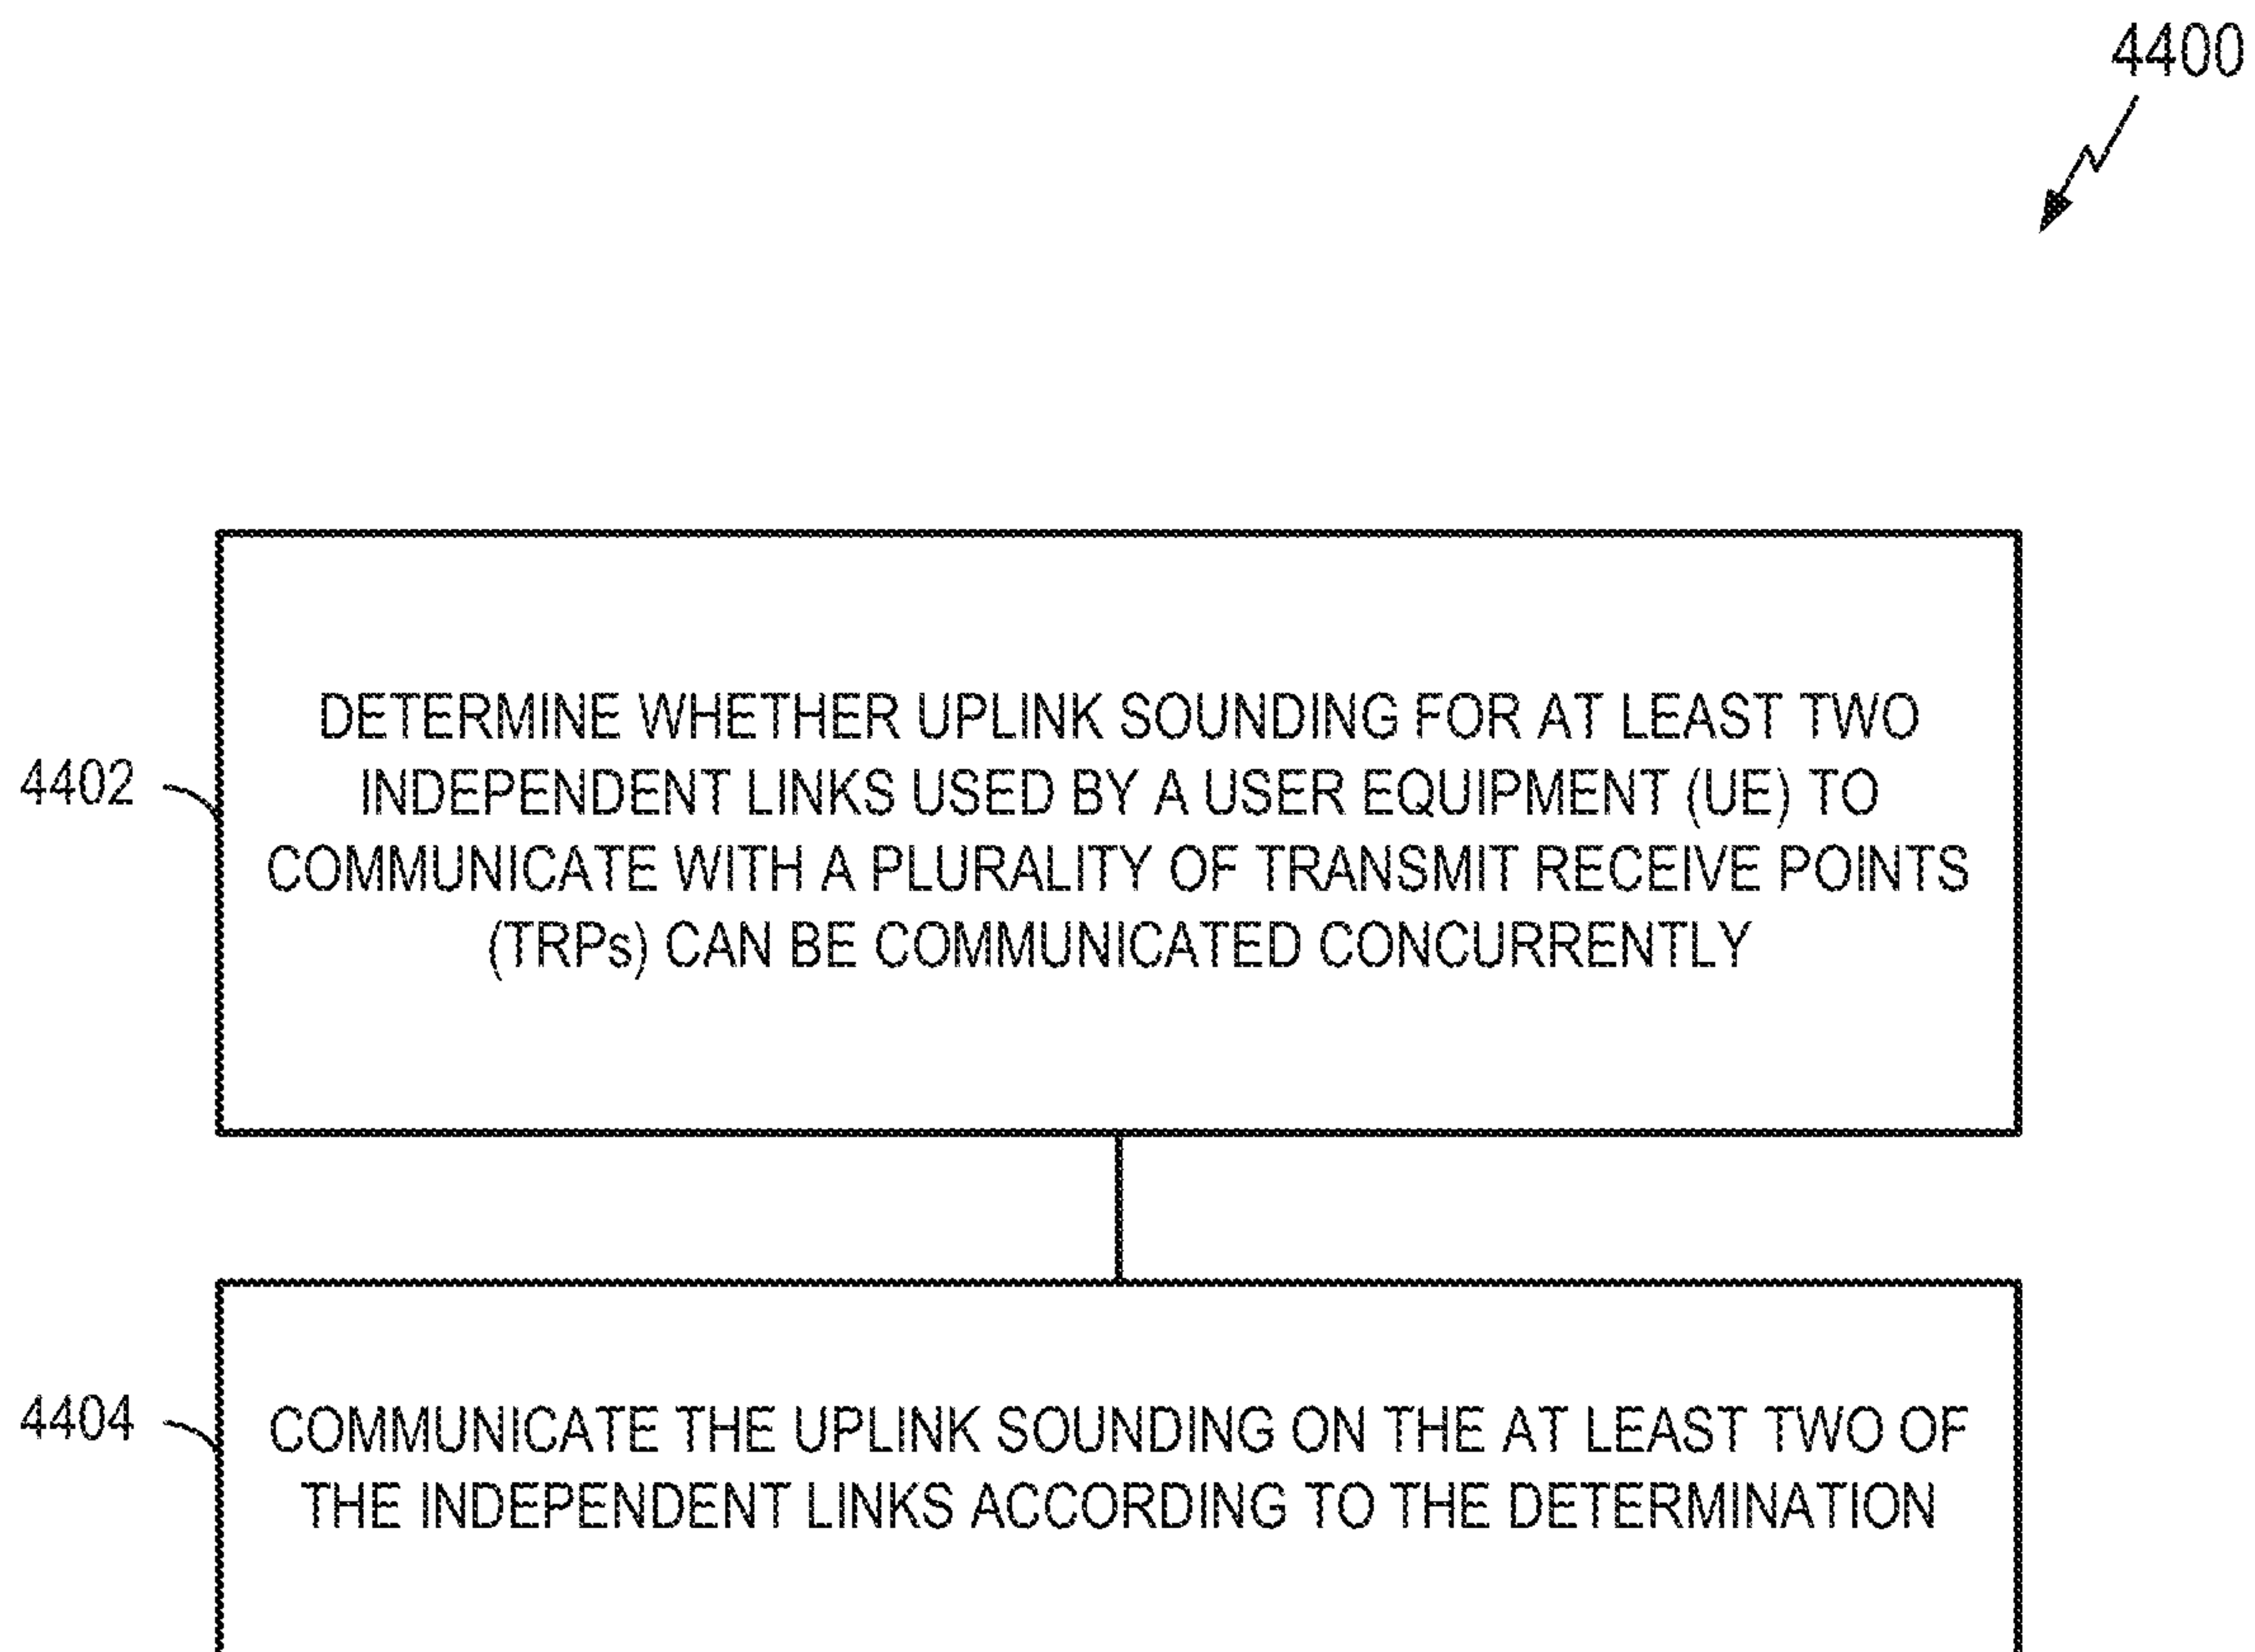 4400
4402
DETERMINE WHETHER UPLINK SOUNDING FOR AT LEAST TWO
INDEPENDENT LINKS USED BY A USER EQUIPMENT (UE) TO
COMMUNICATE WITH A PLURALITY OF TRANSMIT RECEIVE POINTS
(TRPs) CAN BE COMMUNICATED CONCURRENTLY
4404
COMMUNICATE THE UPLINK SOUNDING ON THE AT LEAST TWO OF
THE INDEPENDENT LINKS ACCORDING TO THE DETERMINATION